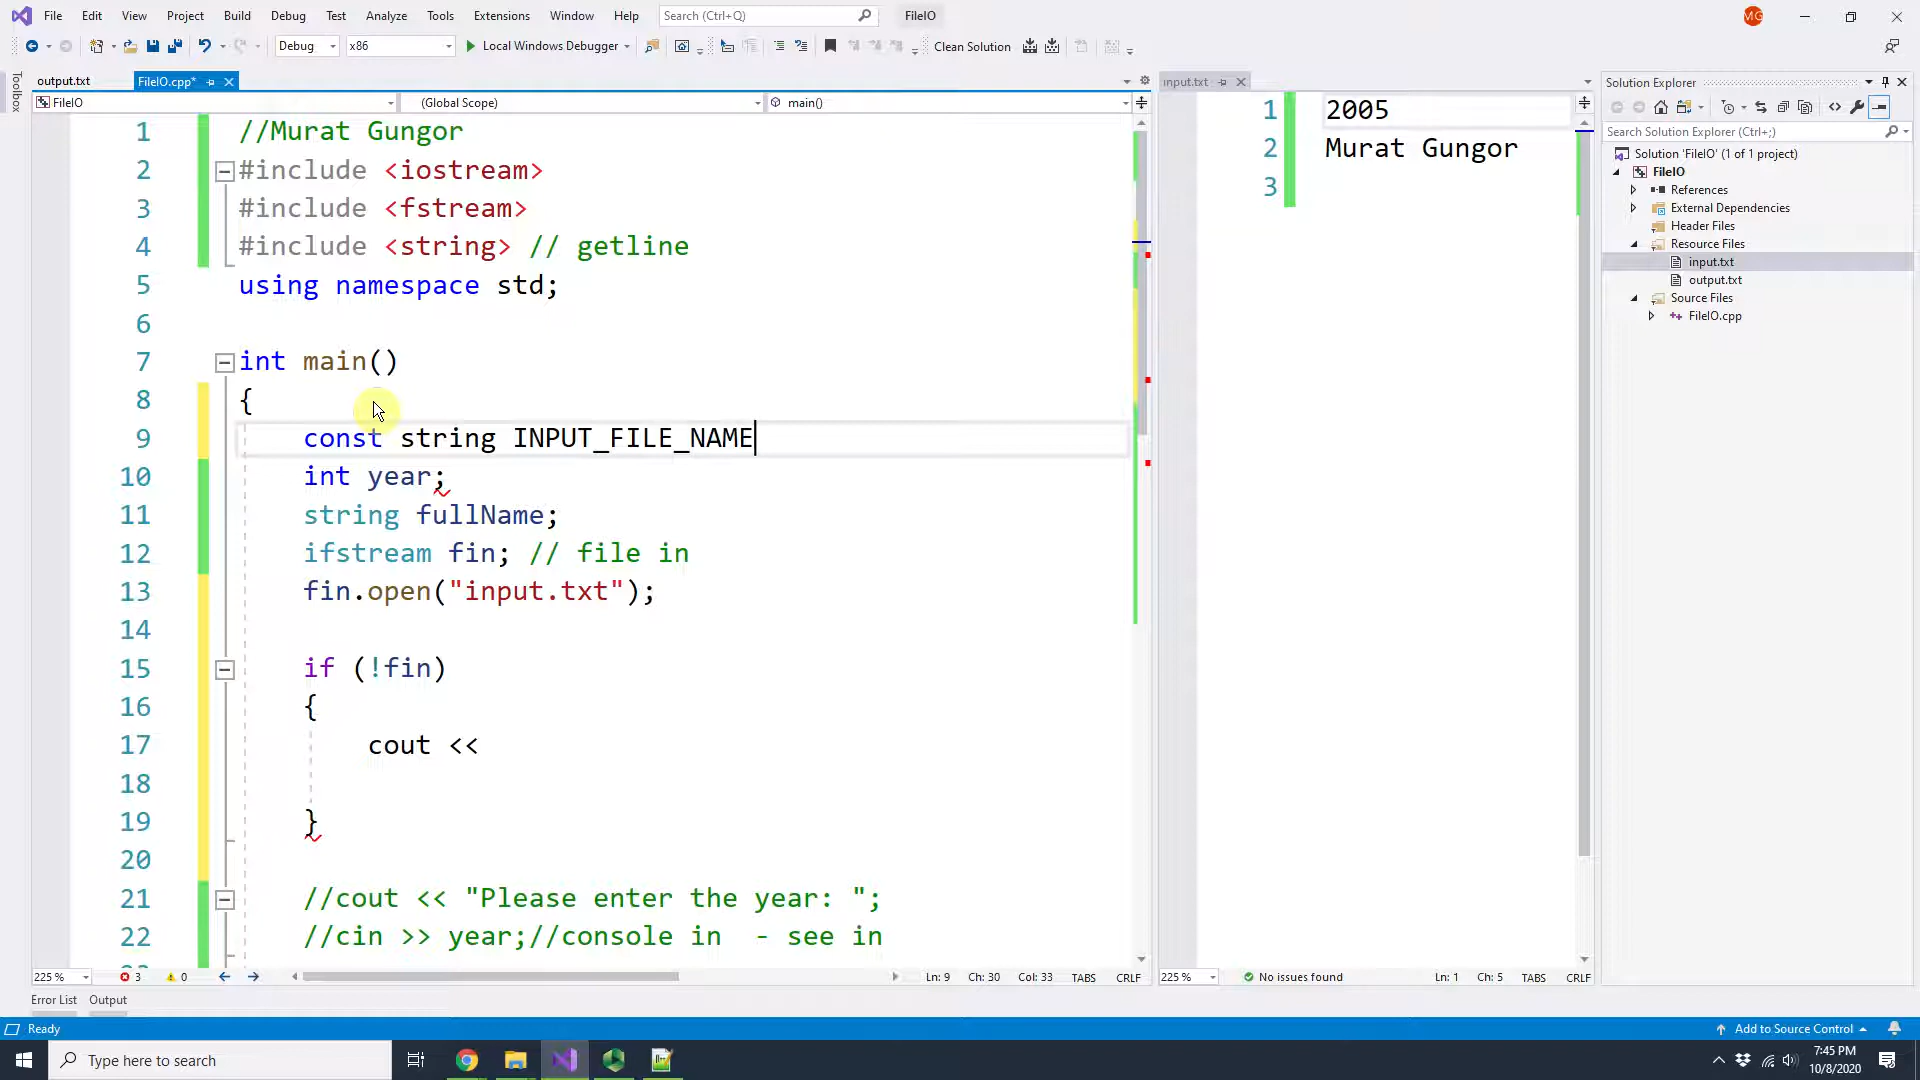 File Edit View Project Build Debug Test Analyze Tools Extensions Window Help Search (Ctrl+Q) FileIO MG
Debug x86 Local Windows Debugger Clean Solution
Toolbox
output.txt FileIO.cpp* input.txt
FileIO (Global Scope) main()
1 //Murat Gungor
2 #include <iostream>
3 #include <fstream>
4 #include <string> // getline
5 using namespace std;
6
7 int main()
8 {
9 const string INPUT_FILE_NAME
10 int year;
11 string fullName;
12 ifstream fin; // file in
13 fin.open("input.txt");
14
15 if (!fin)
16 {
17 cout <<
18
19 }
20
21 //cout << "Please enter the year: ";
22 //cin >> year;//console in - see in
225 % 3 0 Ln: 9 Ch: 30 Col: 33 TABS CRLF
1 2005
2 Murat Gungor
3
225 % No issues found Ln: 1 Ch: 5 TABS CRLF
Solution Explorer
Search Solution Explorer (Ctrl+;)
Solution 'FileIO' (1 of 1 project)
FileIO
References
External Dependencies
Header Files
Resource Files
input.txt
output.txt
Source Files
FileIO.cpp
Error List Output
Ready Add to Source Control
Type here to search
7:45 PM
10/8/2020